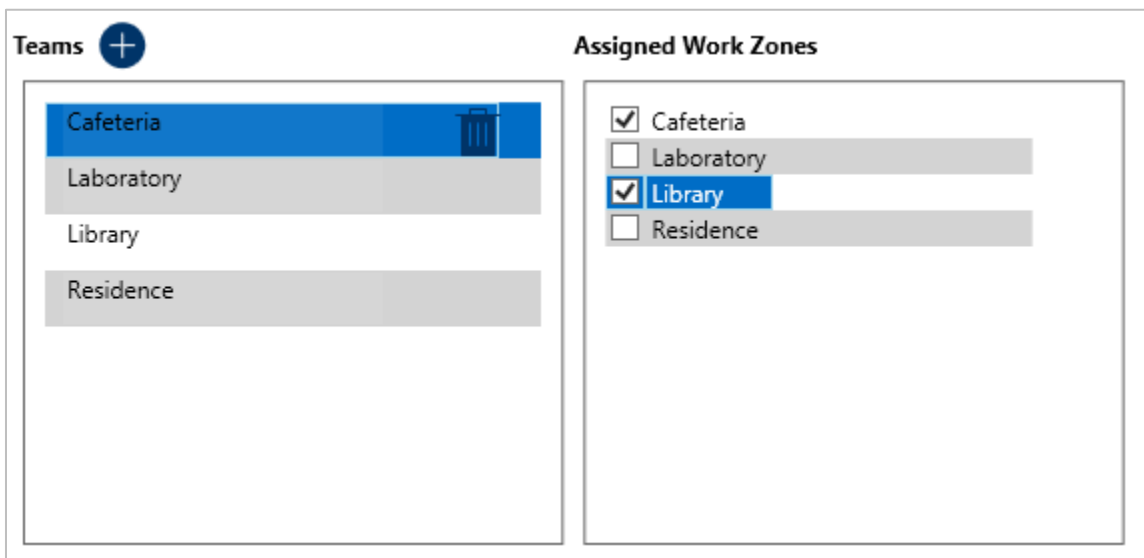 Teams
Assigned Work Zones
Cafeteria
Laboratory
Library
Residence
Cafeteria
Laboratory
Library
Residence